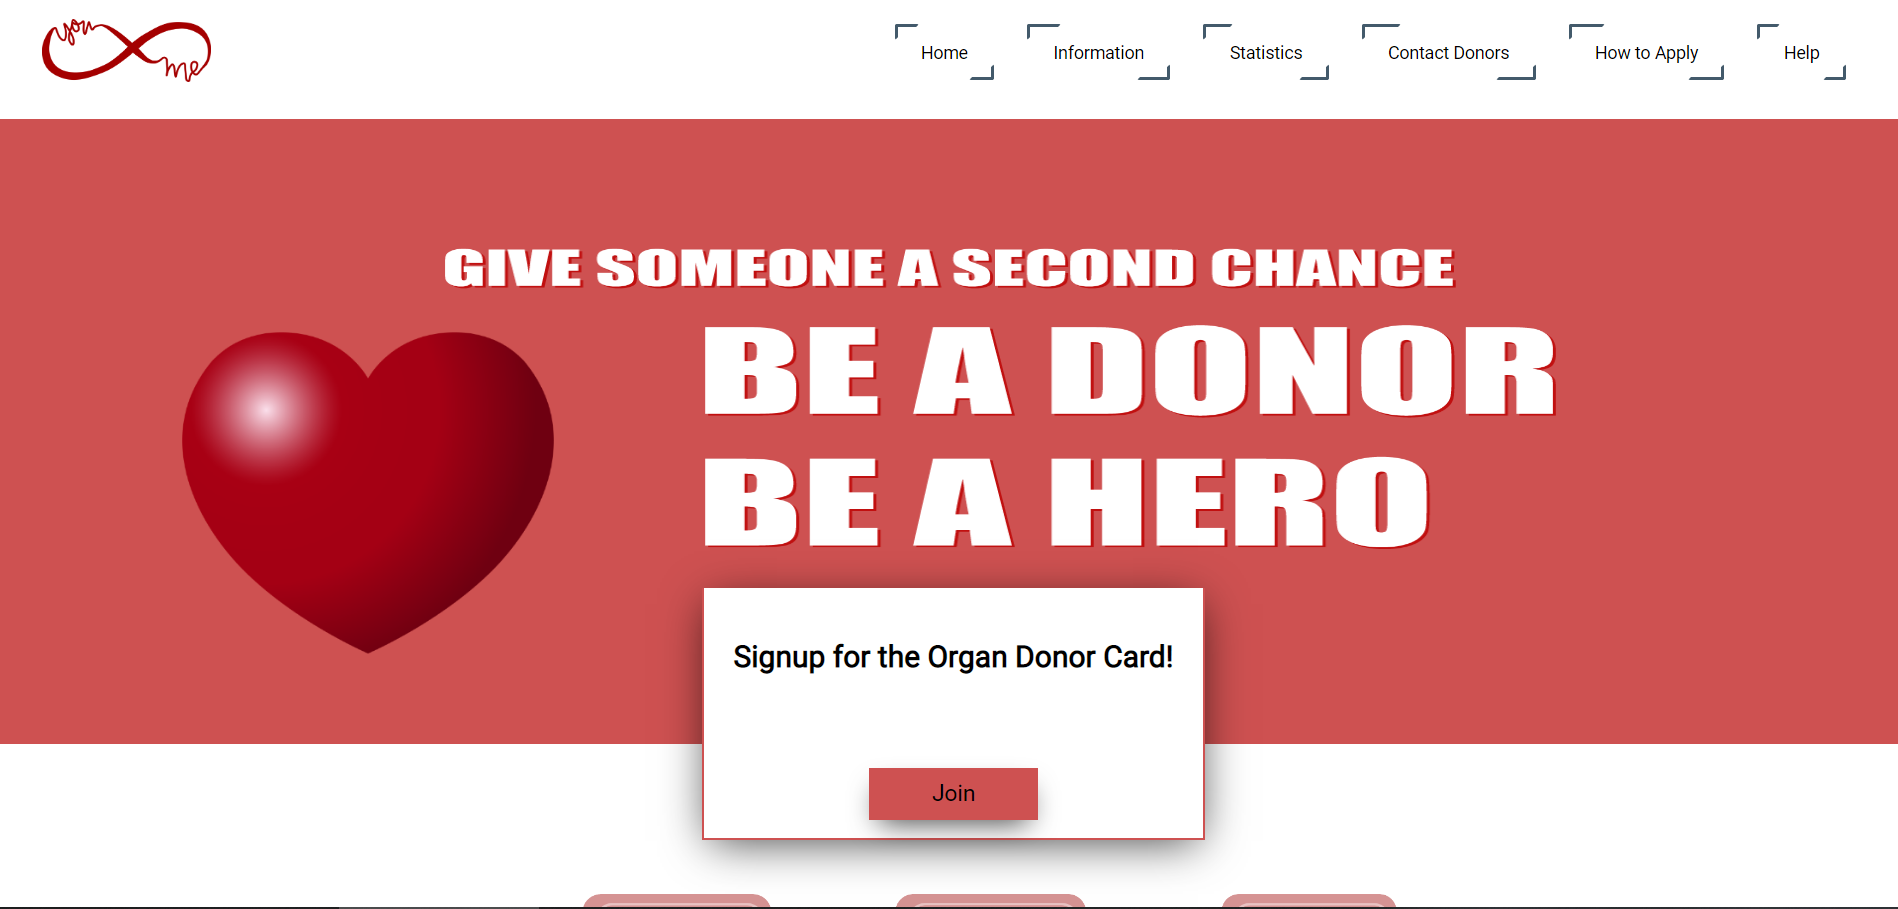 you
me
Home
Information
Statistics
Contact Donors
How to Apply
Help
GIVE SOMEONE A SECOND CHANCE
BE A DONOR
BE A HERO
Signup for the Organ Donor Card!
Join